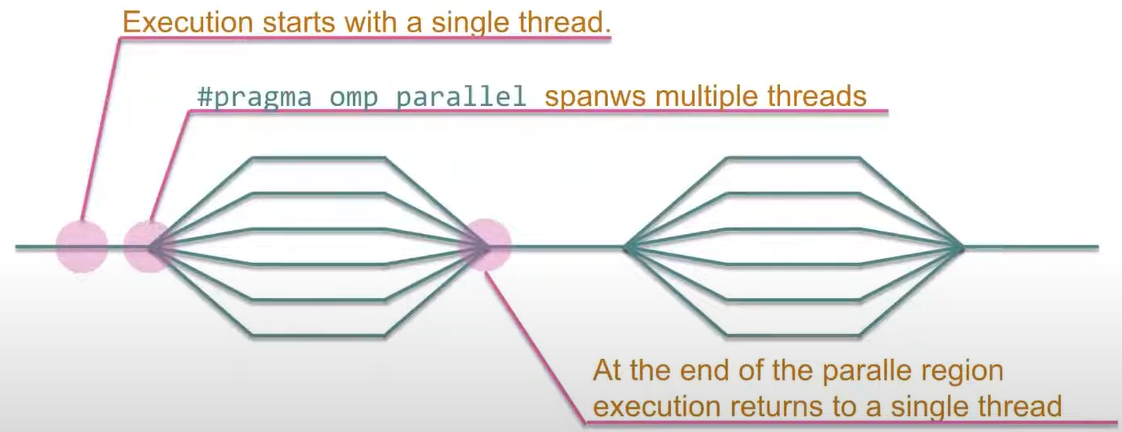 Execution starts with a single thread.
#pragma omp parallel spanws multiple threads
At the end of the paralle region
execution returns to a single thread